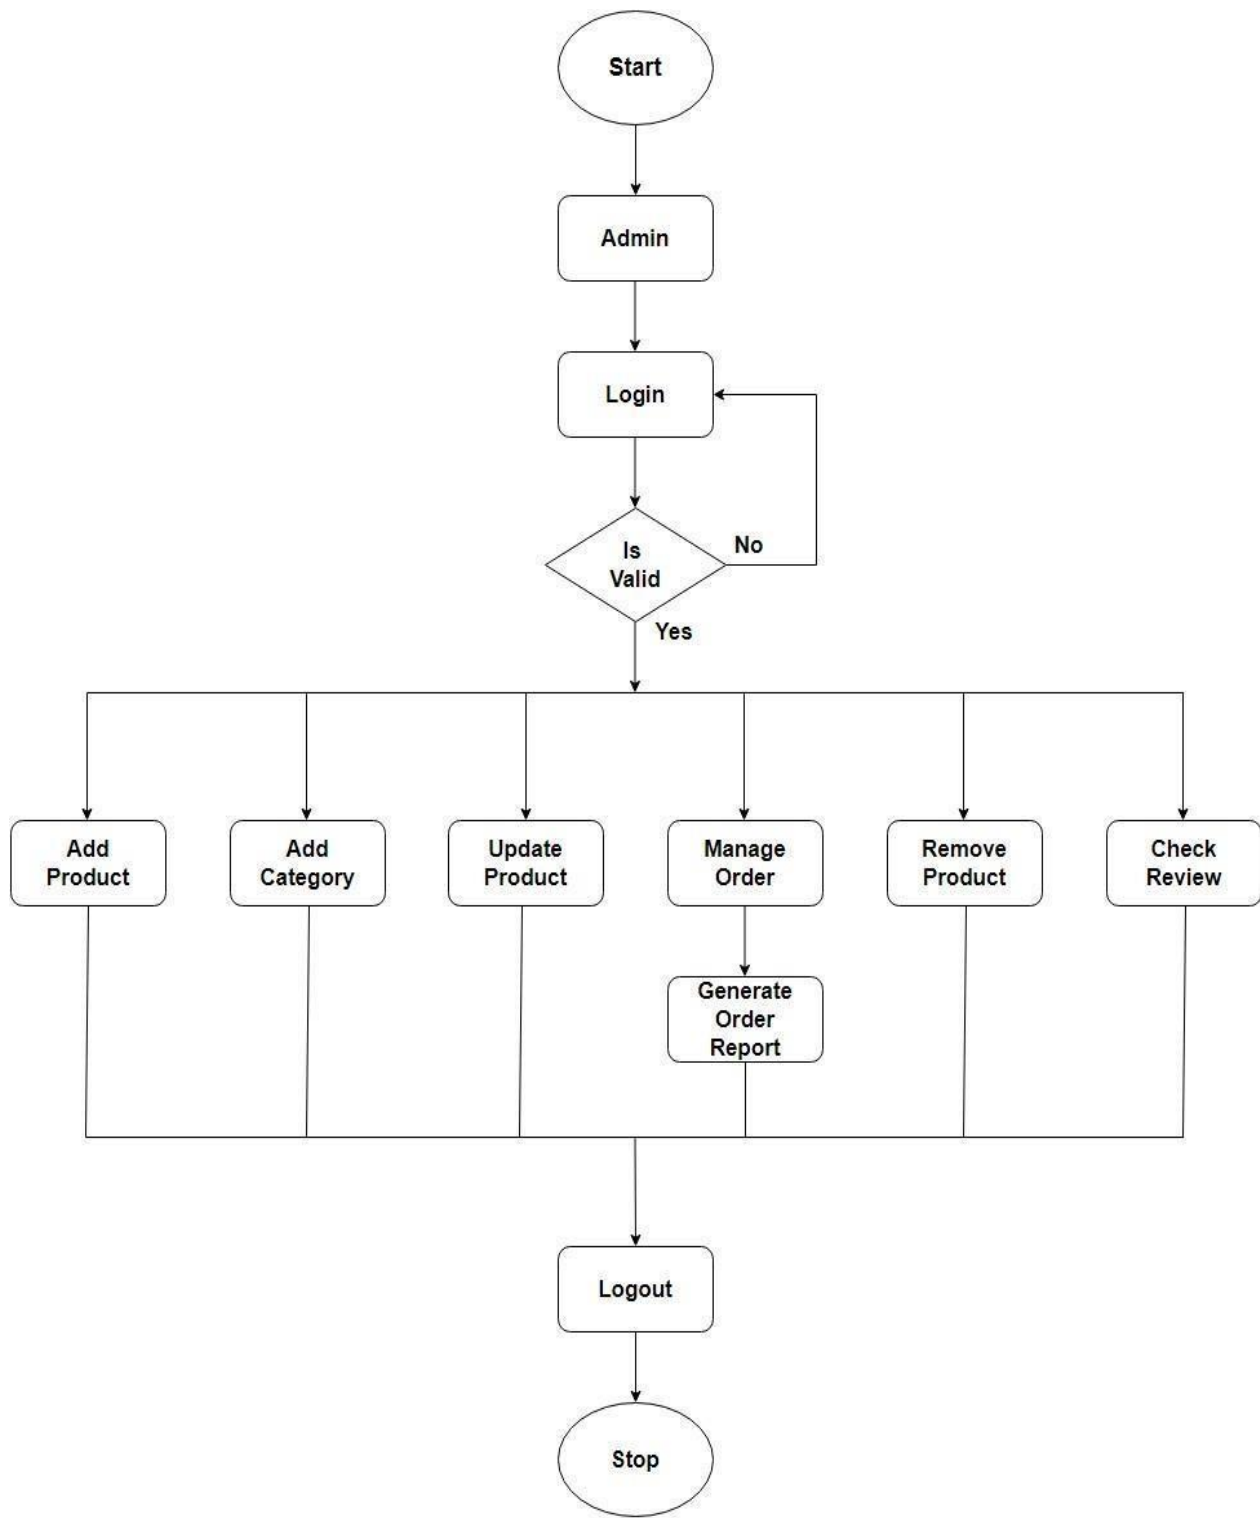 Start
Admin
Login
Is
Valid
No
Yes
Add
Product
Add
Category
Update
Product
Manage
Order
Remove
Product
Check
Review
Generate
Order
Report
Logout
Stop